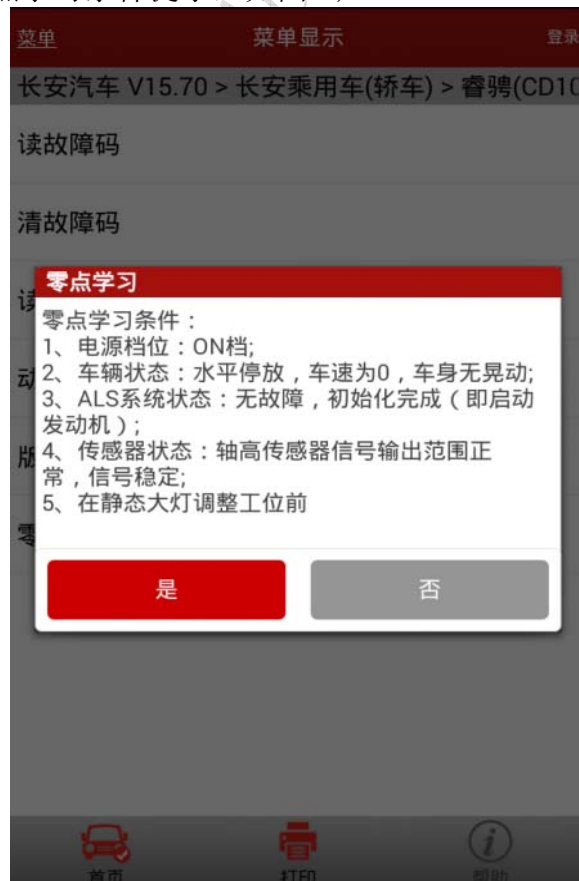 菜单 菜单显示 登录
长安汽车 V15.70 > 长安乘用车(轿车) > 睿骋(CD10
读故障码
清故障码
读
零点学习
零点学习条件：
1、电源档位：ON档;
2、车辆状态：水平停放，车速为0，车身无晃动;
3、ALS系统状态：无故障，初始化完成（即启动
发动机）;
4、传感器状态：轴高传感器信号输出范围正
常，信号稳定;
5、在静态大灯调整工位前
动
版
零
是 否
首页 打印 帮助